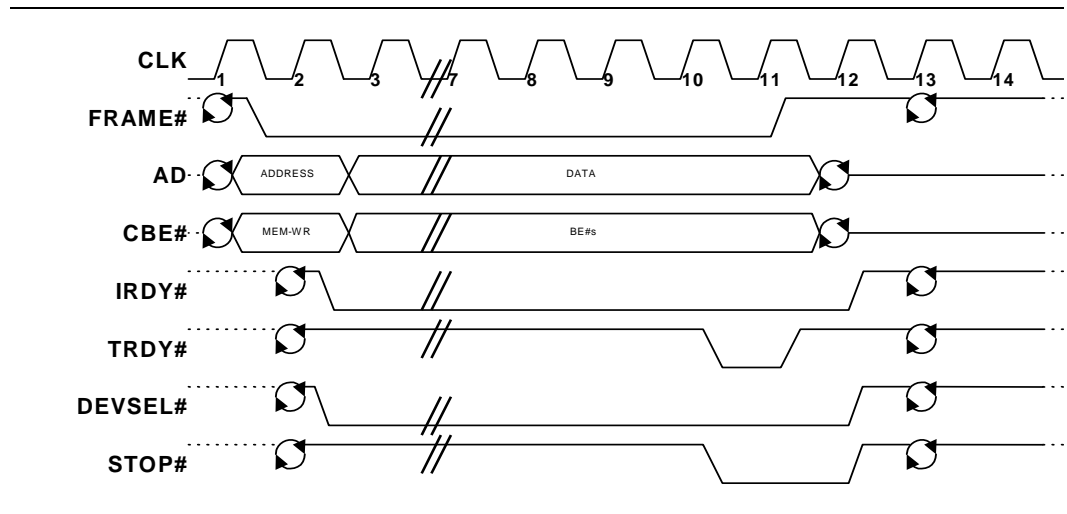 CLK
1 2 3 7 8 9 10 11 12 13 14
FRAME#
AD ADDRESS DATA
CBE# MEM-WR BE#s
IRDY#
TRDY#
DEVSEL#
STOP#